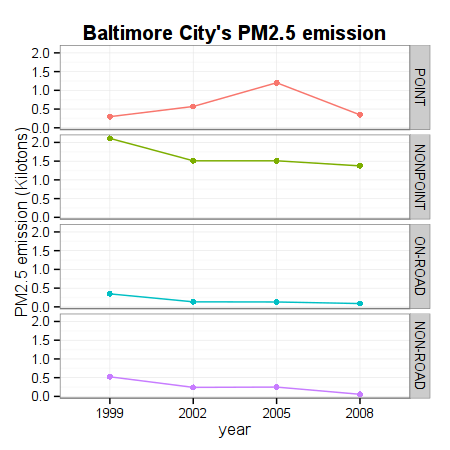 Baltimore City's PM2.5 emission
PM2.5 emission (Kilotons)
2.0
1.5
1.0
0.5
0.0
POINT
2.0
1.5
1.0
0.5
0.0
NONPOINT
2.0
1.5
1.0
0.5
0.0
ON-ROAD
2.0
1.5
1.0
0.5
0.0
NON-ROAD
1999 2002 2005 2008
year